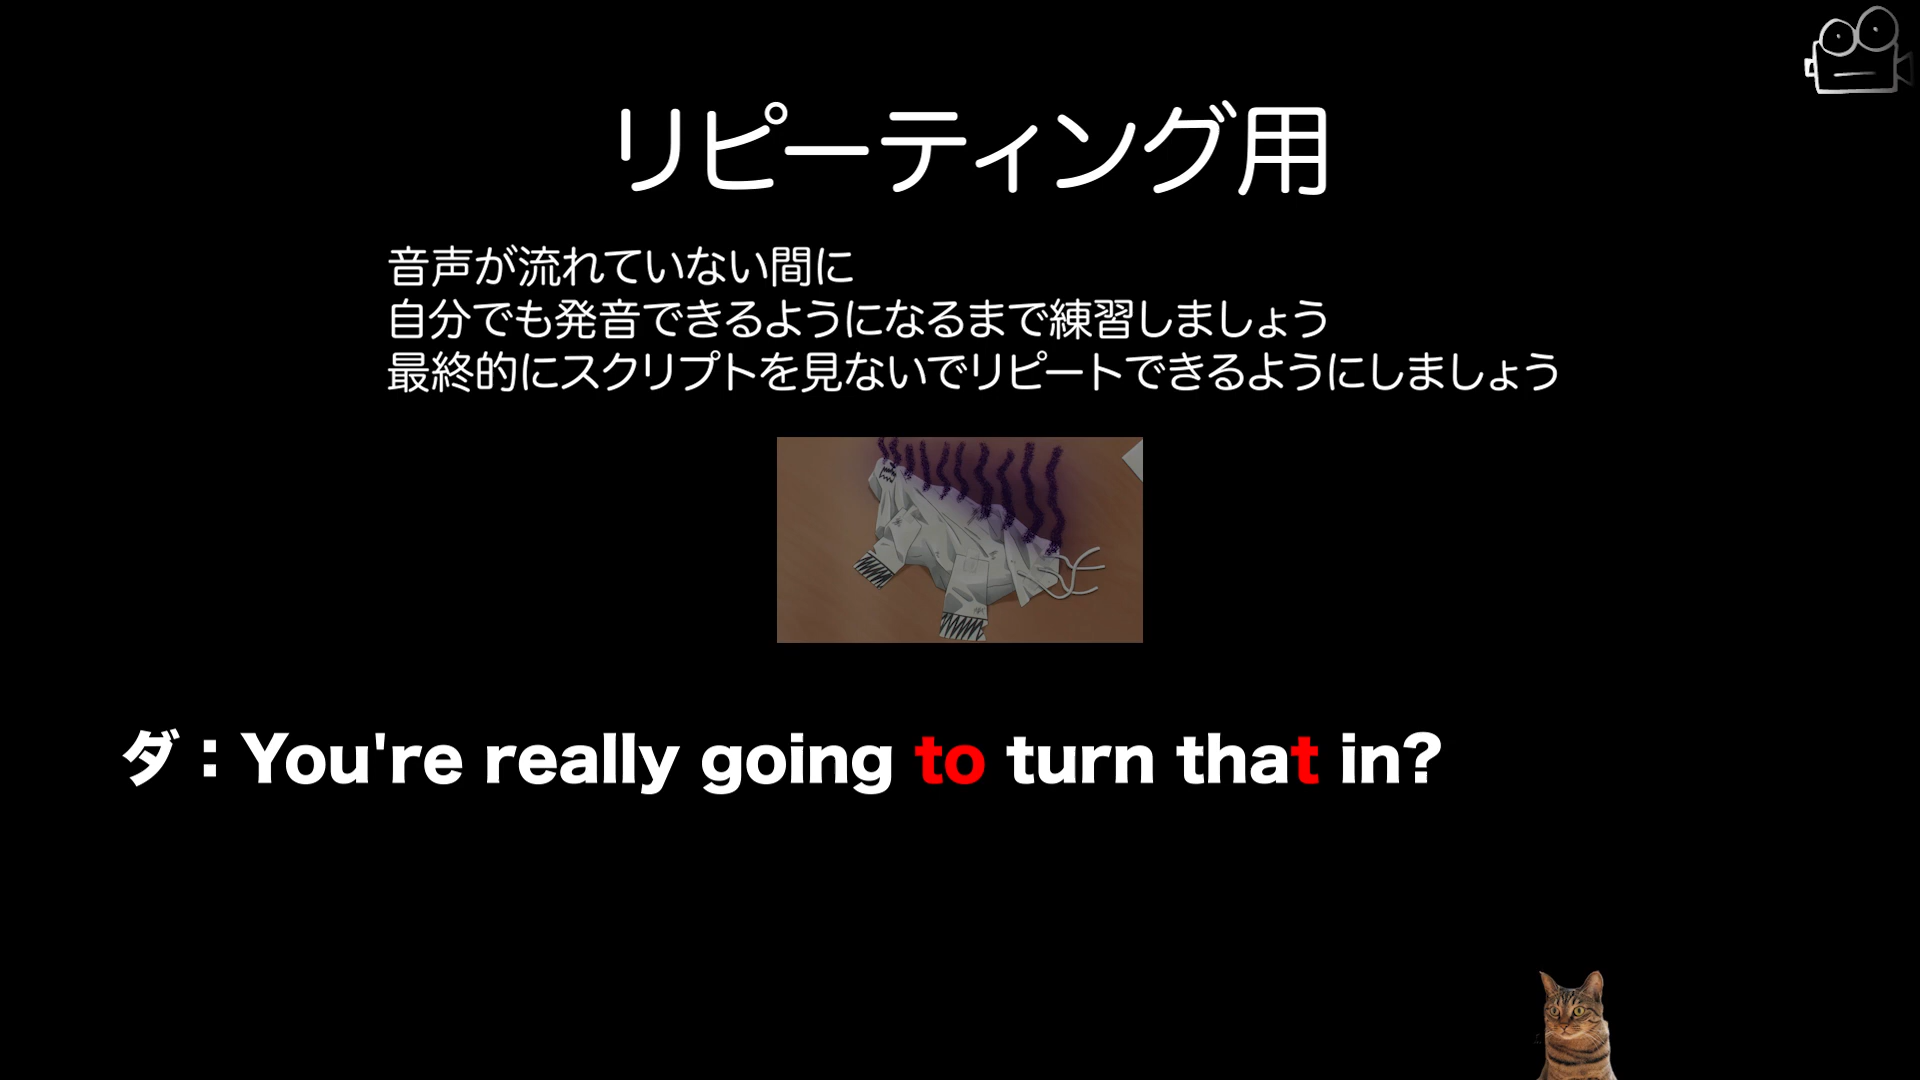 リピーティング用
音声が流れていない間に
自分でも発音できるようになるまで練習しましょう
最終的にスクリプトを見ないでリピートできるようにしましょう
ダ：You're really going to turn that in?